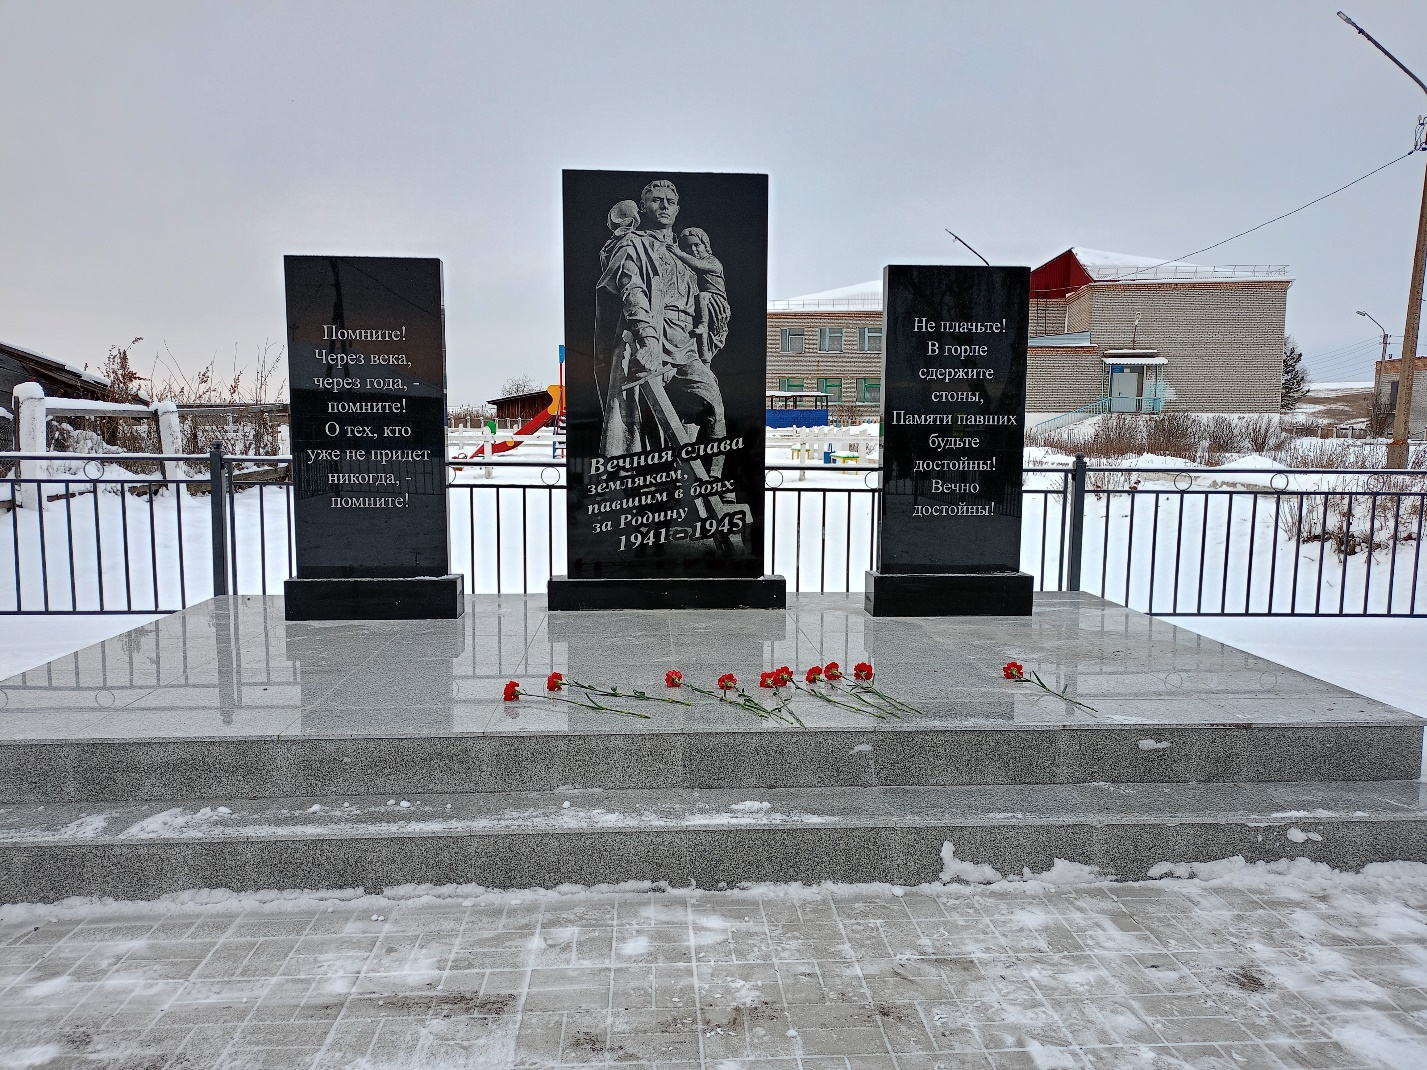 Помните!
Через века,
через года, -
помните!
О тех, кто
уже не придет
никогда, -
помните!
Вечная слава
землякам,
павшим в боях
за Родину
1941 - 1945
Не плачьте!
В горле
сдержите
стоны,
Памяти павших
будьте
достойны!
Вечно
достойны!